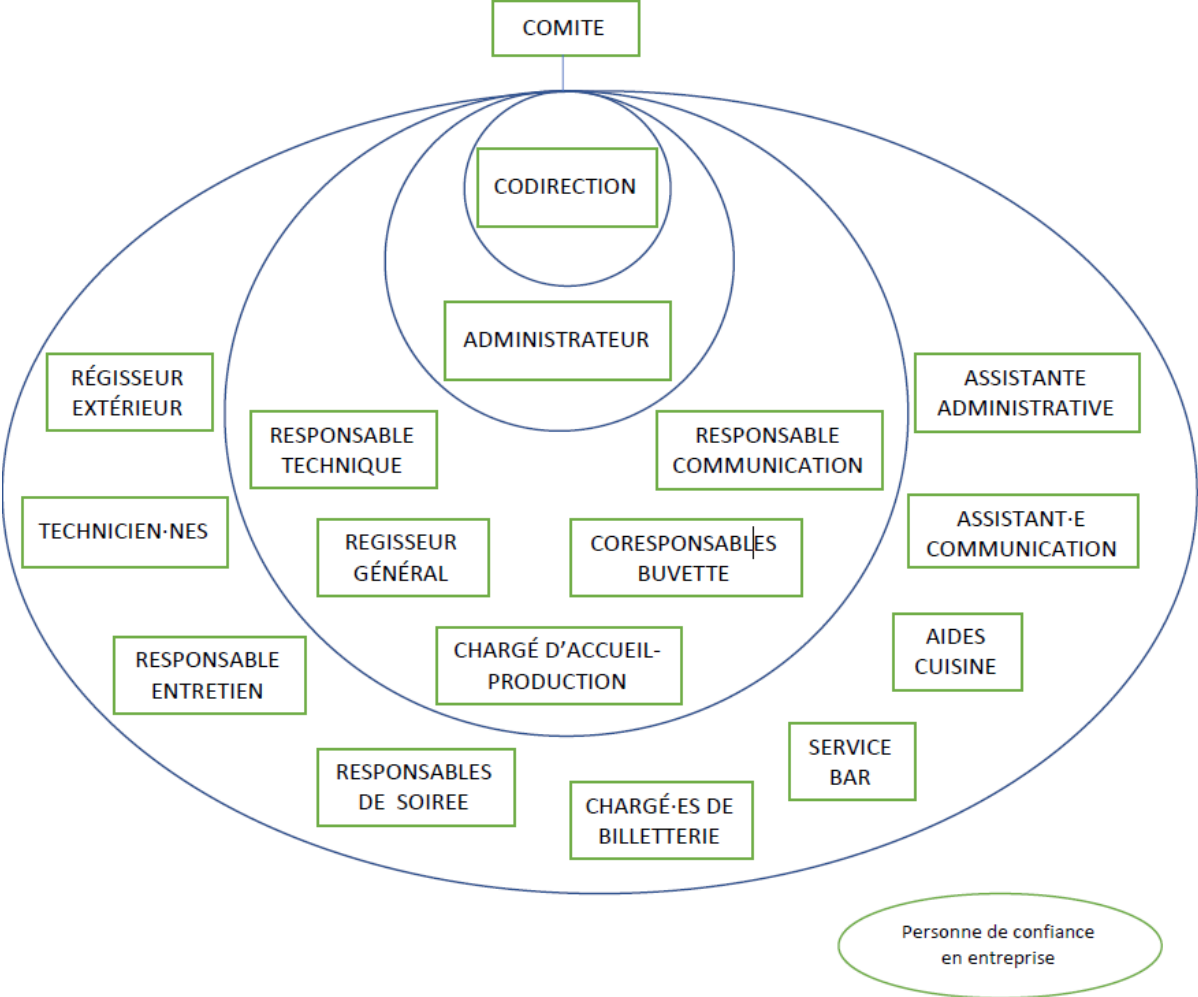 COMITE
CODIRECTION
ADMINISTRATEUR
RÉGISSEUR
EXTÉRIEUR
ASSISTANTE
ADMINISTRATIVE
RESPONSABLE
TECHNIQUE
RESPONSABLE
COMMUNICATION
TECHNICIEN·NES
REGISSEUR
GÉNÉRAL
CORESPONSABLES
BUVETTE
ASSISTANT·E
COMMUNICATION
RESPONSABLE
ENTRETIEN
CHARGÉ D’ACCUEIL-
PRODUCTION
AIDES
CUISINE
RESPONSABLES
DE SOIREE
CHARGÉ·ES DE
BILLETTERIE
SERVICE
BAR
Personne de confiance
en entreprise